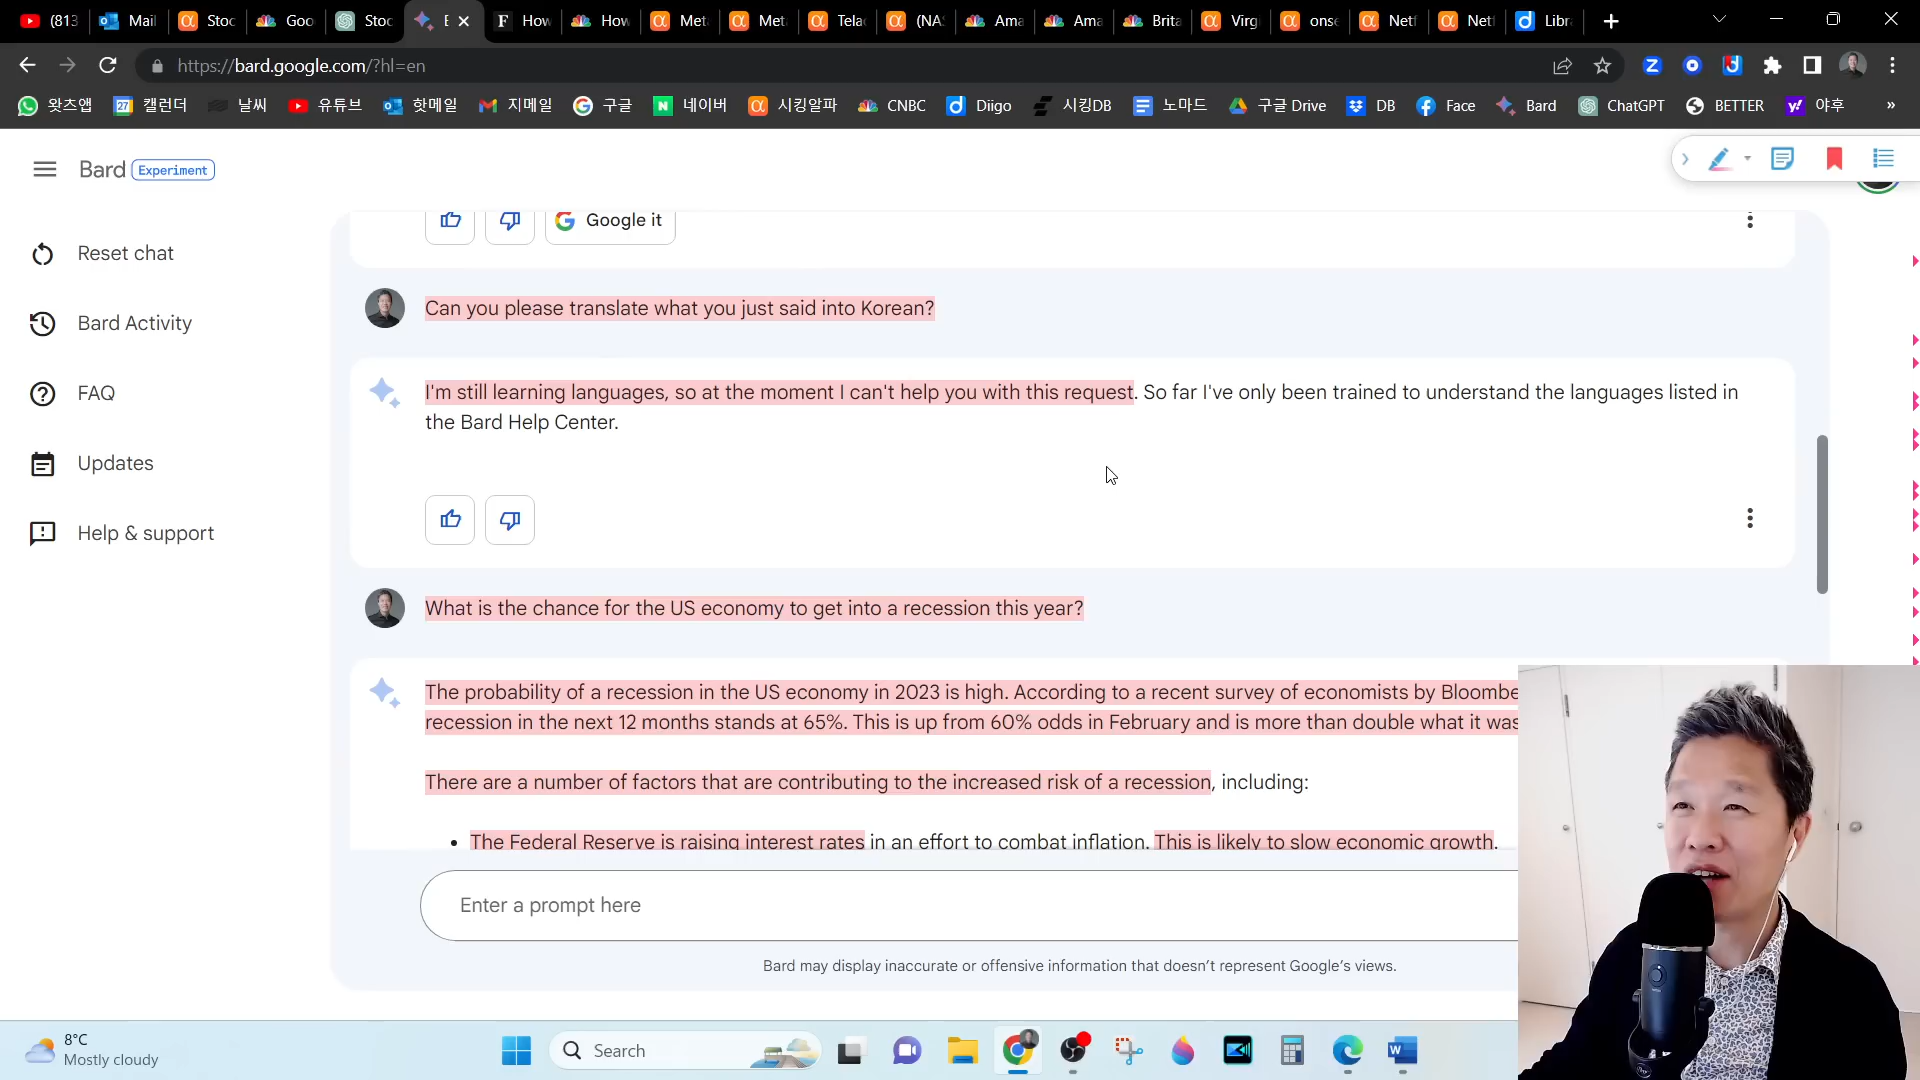 (813
Mail
Stoc
Goo
Stoc
E
How
How
Met
Met
Telac
(NA
Ama
Ama
Brita
Virg
onse
Netf
Netf
Libra
https://bard.google.com/?hl=en
왓츠앱
27
캘린더
날씨
유튜브
핫메일
지메일
구글
네이버
시킹알파
CNBC
Diigo
시킹DB
노마드
구글 Drive
DB
Face
Bard
ChatGPT
BETTER
야후
»
Bard Experiment
Reset chat
Bard Activity
FAQ
Updates
Help & support
Google it
Can you please translate what you just said into Korean?
I'm still learning languages, so at the moment I can't help you with this request. So far I've only been trained to understand the languages listed in
the Bard Help Center.
What is the chance for the US economy to get into a recession this year?
The probability of a recession in the US economy in 2023 is high. According to a recent survey of economists by Bloombe
recession in the next 12 months stands at 65%. This is up from 60% odds in February and is more than double what it was
There are a number of factors that are contributing to the increased risk of a recession, including:
• The Federal Reserve is raising interest rates in an effort to combat inflation. This is likely to slow economic growth.
Enter a prompt here
Bard may display inaccurate or offensive information that doesn't represent Google's views.
8°C
Mostly cloudy
Search